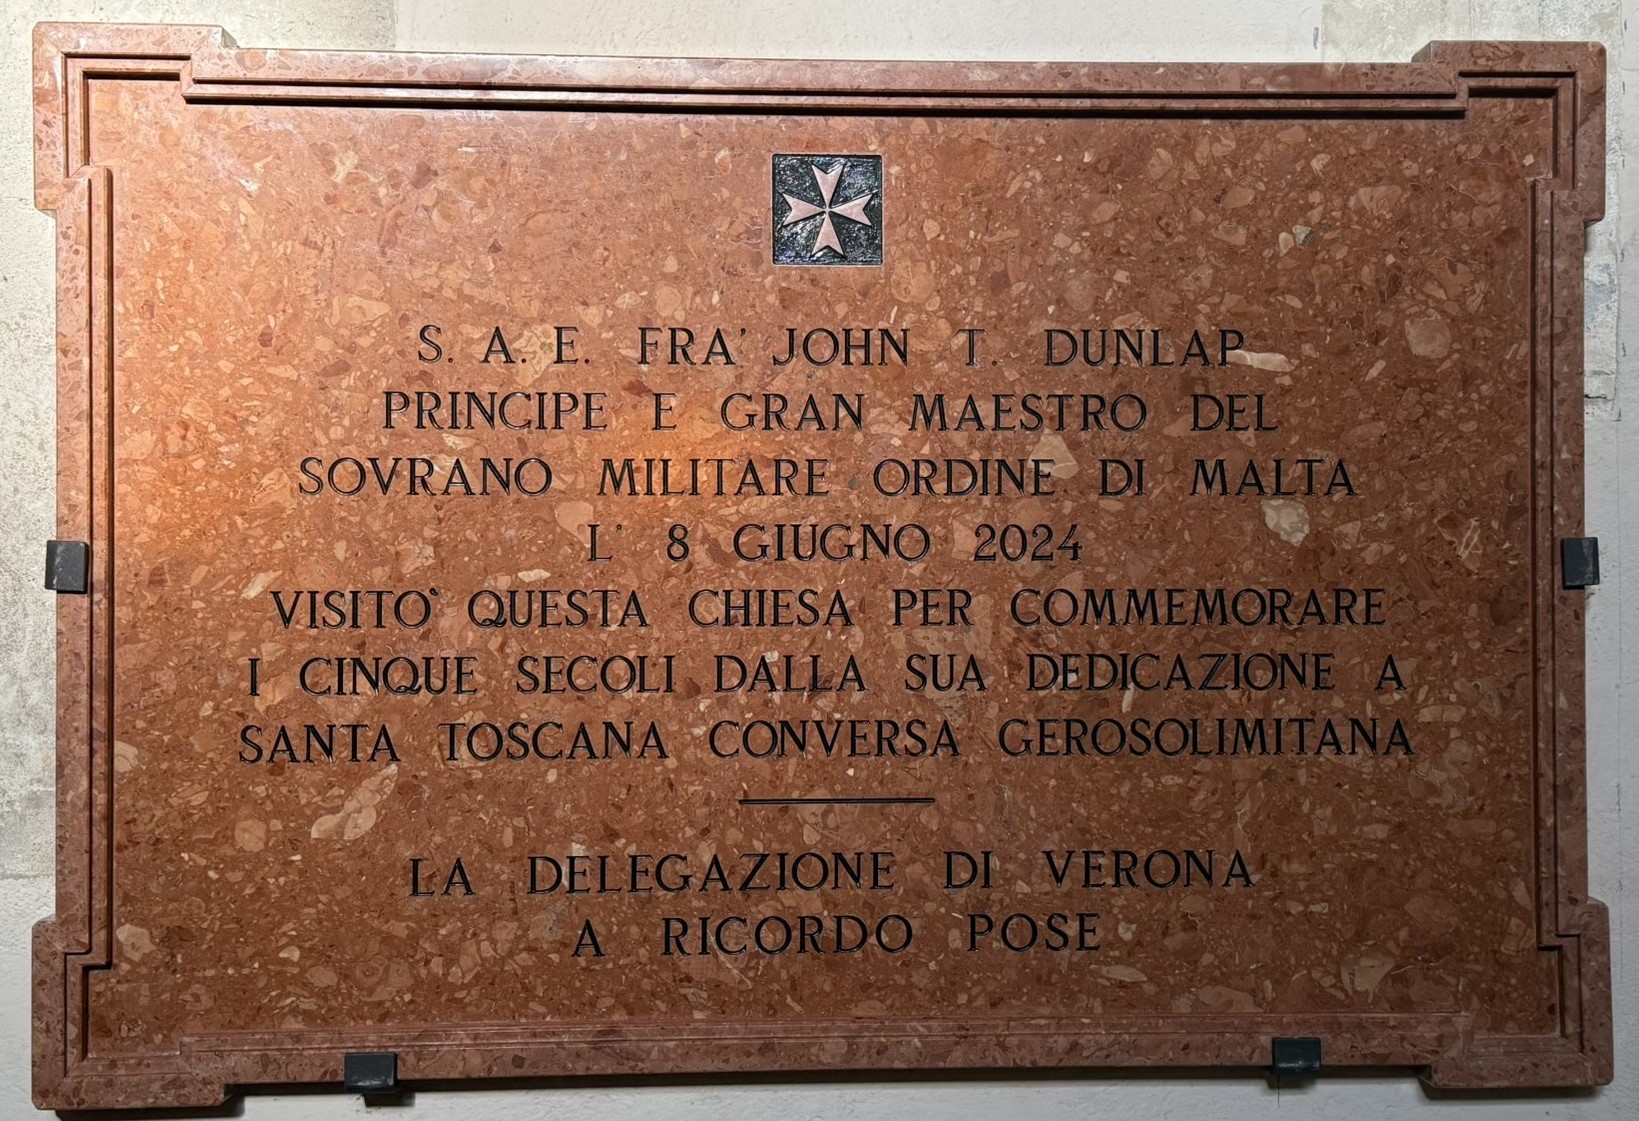 S. A. E. FRA' JOHN T. DUNLAP
PRINCIPE E GRAN MAESTRO DEL
SOVRANO MILITARE ORDINE DI MALTA
L' 8 GIUGNO 2024
VISITO` QUESTA CHIESA PER COMMEMORARE
I CINQUE SECOLI DALLA SUA DEDICAZIONE A
SANTA TOSCANA CONVERSA GEROSOLIMITANA
LA DELEGAZIONE DI VERONA
A RICORDO POSE